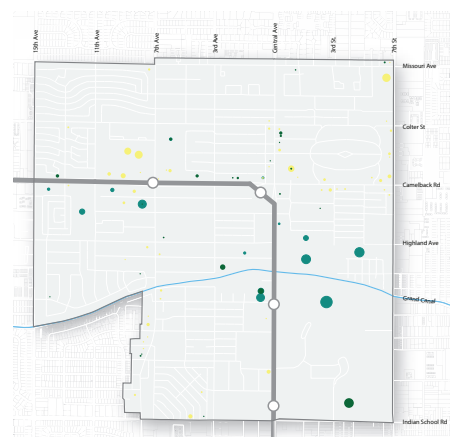 15th Ave
11th Ave
7th Ave
3rd Ave
Central Ave
3rd St.
7th St
Missouri Ave
Colter St
Camelback Rd
Highland Ave
Grand Canal
Indian School Rd